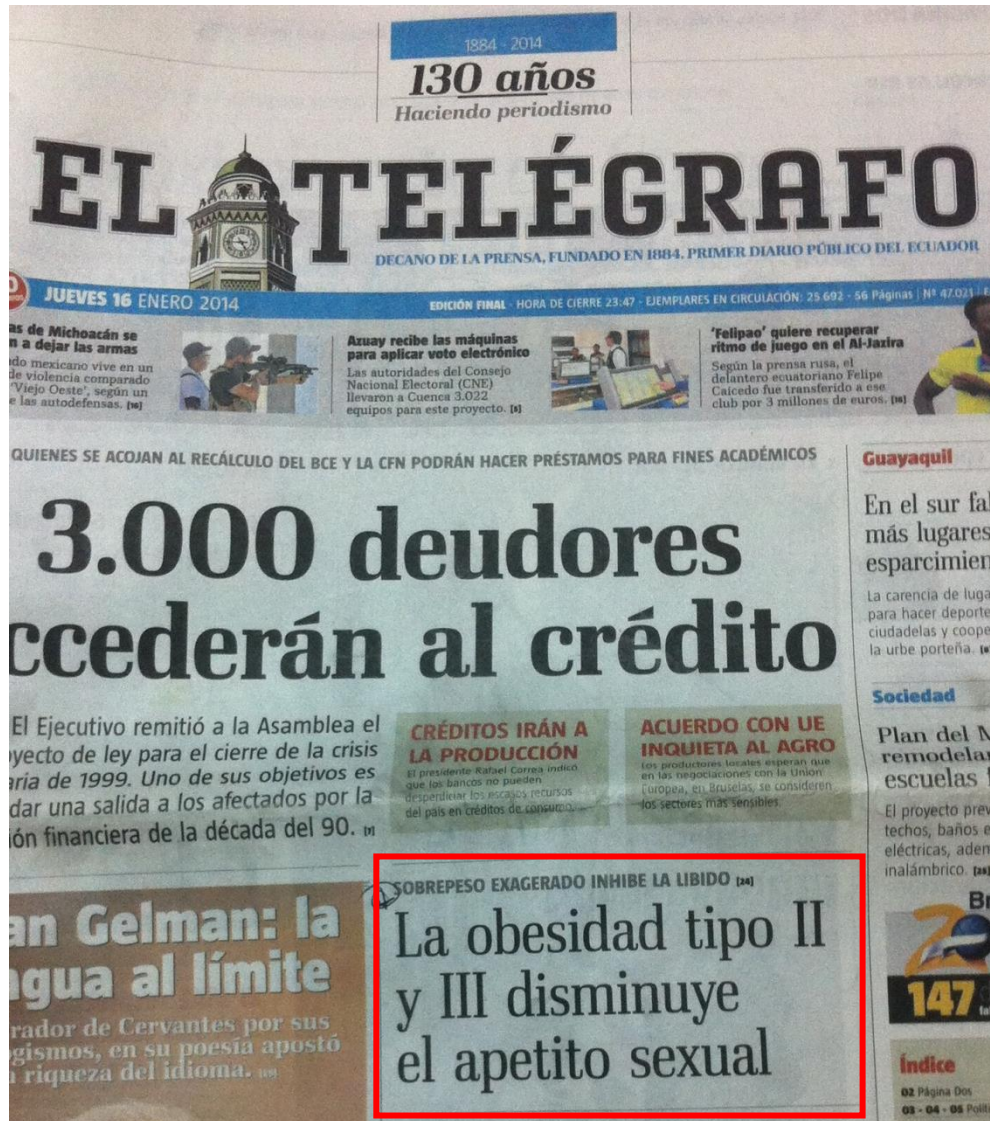 1884 - 2014
130 años
Haciendo periodismo
EL TELÉGRAFO
DECANO DE LA PRENSA, FUNDADO EN 1884. PRIMER DIARIO PÚBLICO DEL ECUADOR
JUEVES 16 ENERO 2014
EDICIÓN FINAL - HORA DE CIERRE 23:47 - EJEMPLARES EN CIRCULACIÓN: 25 692 - 56 Páginas | Nº 47.021
as de Michoacán se
n a dejar las armas
do mexicano vive en un
de violencia comparado
'Viejo Oeste', según un
e las autodefensas. [16]
Azuay recibe las máquinas
para aplicar voto electrónico
Las autoridades del Consejo
Nacional Electoral (CNE)
llevaron a Cuenca 3.022
equipos para este proyecto.
'Felipao' quiere recuperar
ritmo de juego en el Al-Jazira
Según la prensa rusa, el
delantero ecuatoriano Felipe
Caicedo fue transferido a ese
club por 3 millones de euros.
QUIENES SE ACOJAN AL RECÁLCULO DEL BCE Y LA CFN PODRÁN HACER PRÉSTAMOS PARA FINES ACADÉMICOS
3.000 deudores
ccederán al crédito
El Ejecutivo remitió a la Asamblea el
yecto de ley para el cierre de la crisis
aria de 1999. Uno de sus objetivos es
dar una salida a los afectados por la
ión financiera de la década del 90.
CRÉDITOS IRÁN A
LA PRODUCCIÓN
El presidente Rafael Correa indicó
que los bancos no pueden
desperdiciar los escasos recursos
del país en créditos de consumo.
ACUERDO CON UE
INQUIETA AL AGRO
Los productores locales esperan que
en las negociaciones con la Unión
Europea, en Bruselas, se consideren
los sectores más sensibles.
an Gelman: la
ngua al límite
rador de Cervantes por sus
ogismos, en su poesía apostó
a riqueza del idioma.
SOBREPESO EXAGERADO INHIBE LA LIBIDO [24]
La obesidad tipo II
y III disminuye
el apetito sexual
Guayaquil
En el sur fal
más lugares
esparcimien
La carencia de luga
para hacer deporte
ciudadelas y coope
la urbe porteña.
Sociedad
Plan del M
remodelar
escuelas
El proyecto prev
techos, baños e
eléctricas, aden
inalámbrico.
Br
147
Índice
02 Página Dos
03 - 04 - 05 Políti